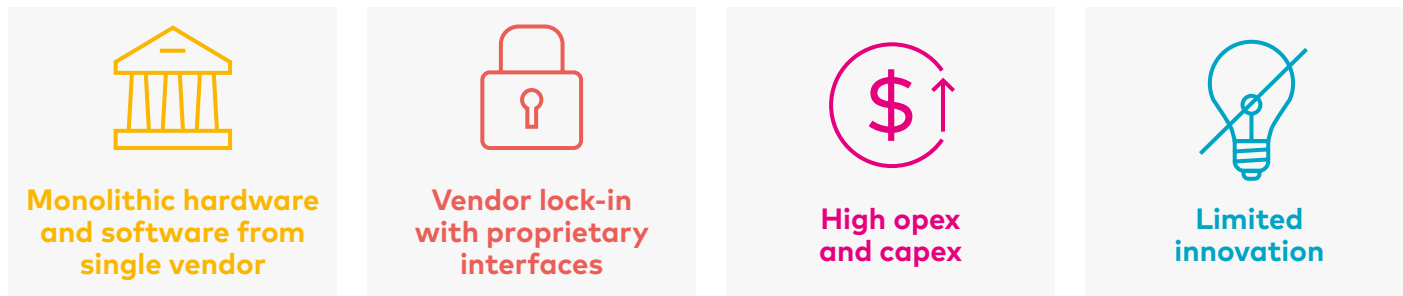 Monolithic hardware
and software from
single vendor
Vendor lock-in
with proprietary
interfaces
$
High opex
and capex
Limited
innovation